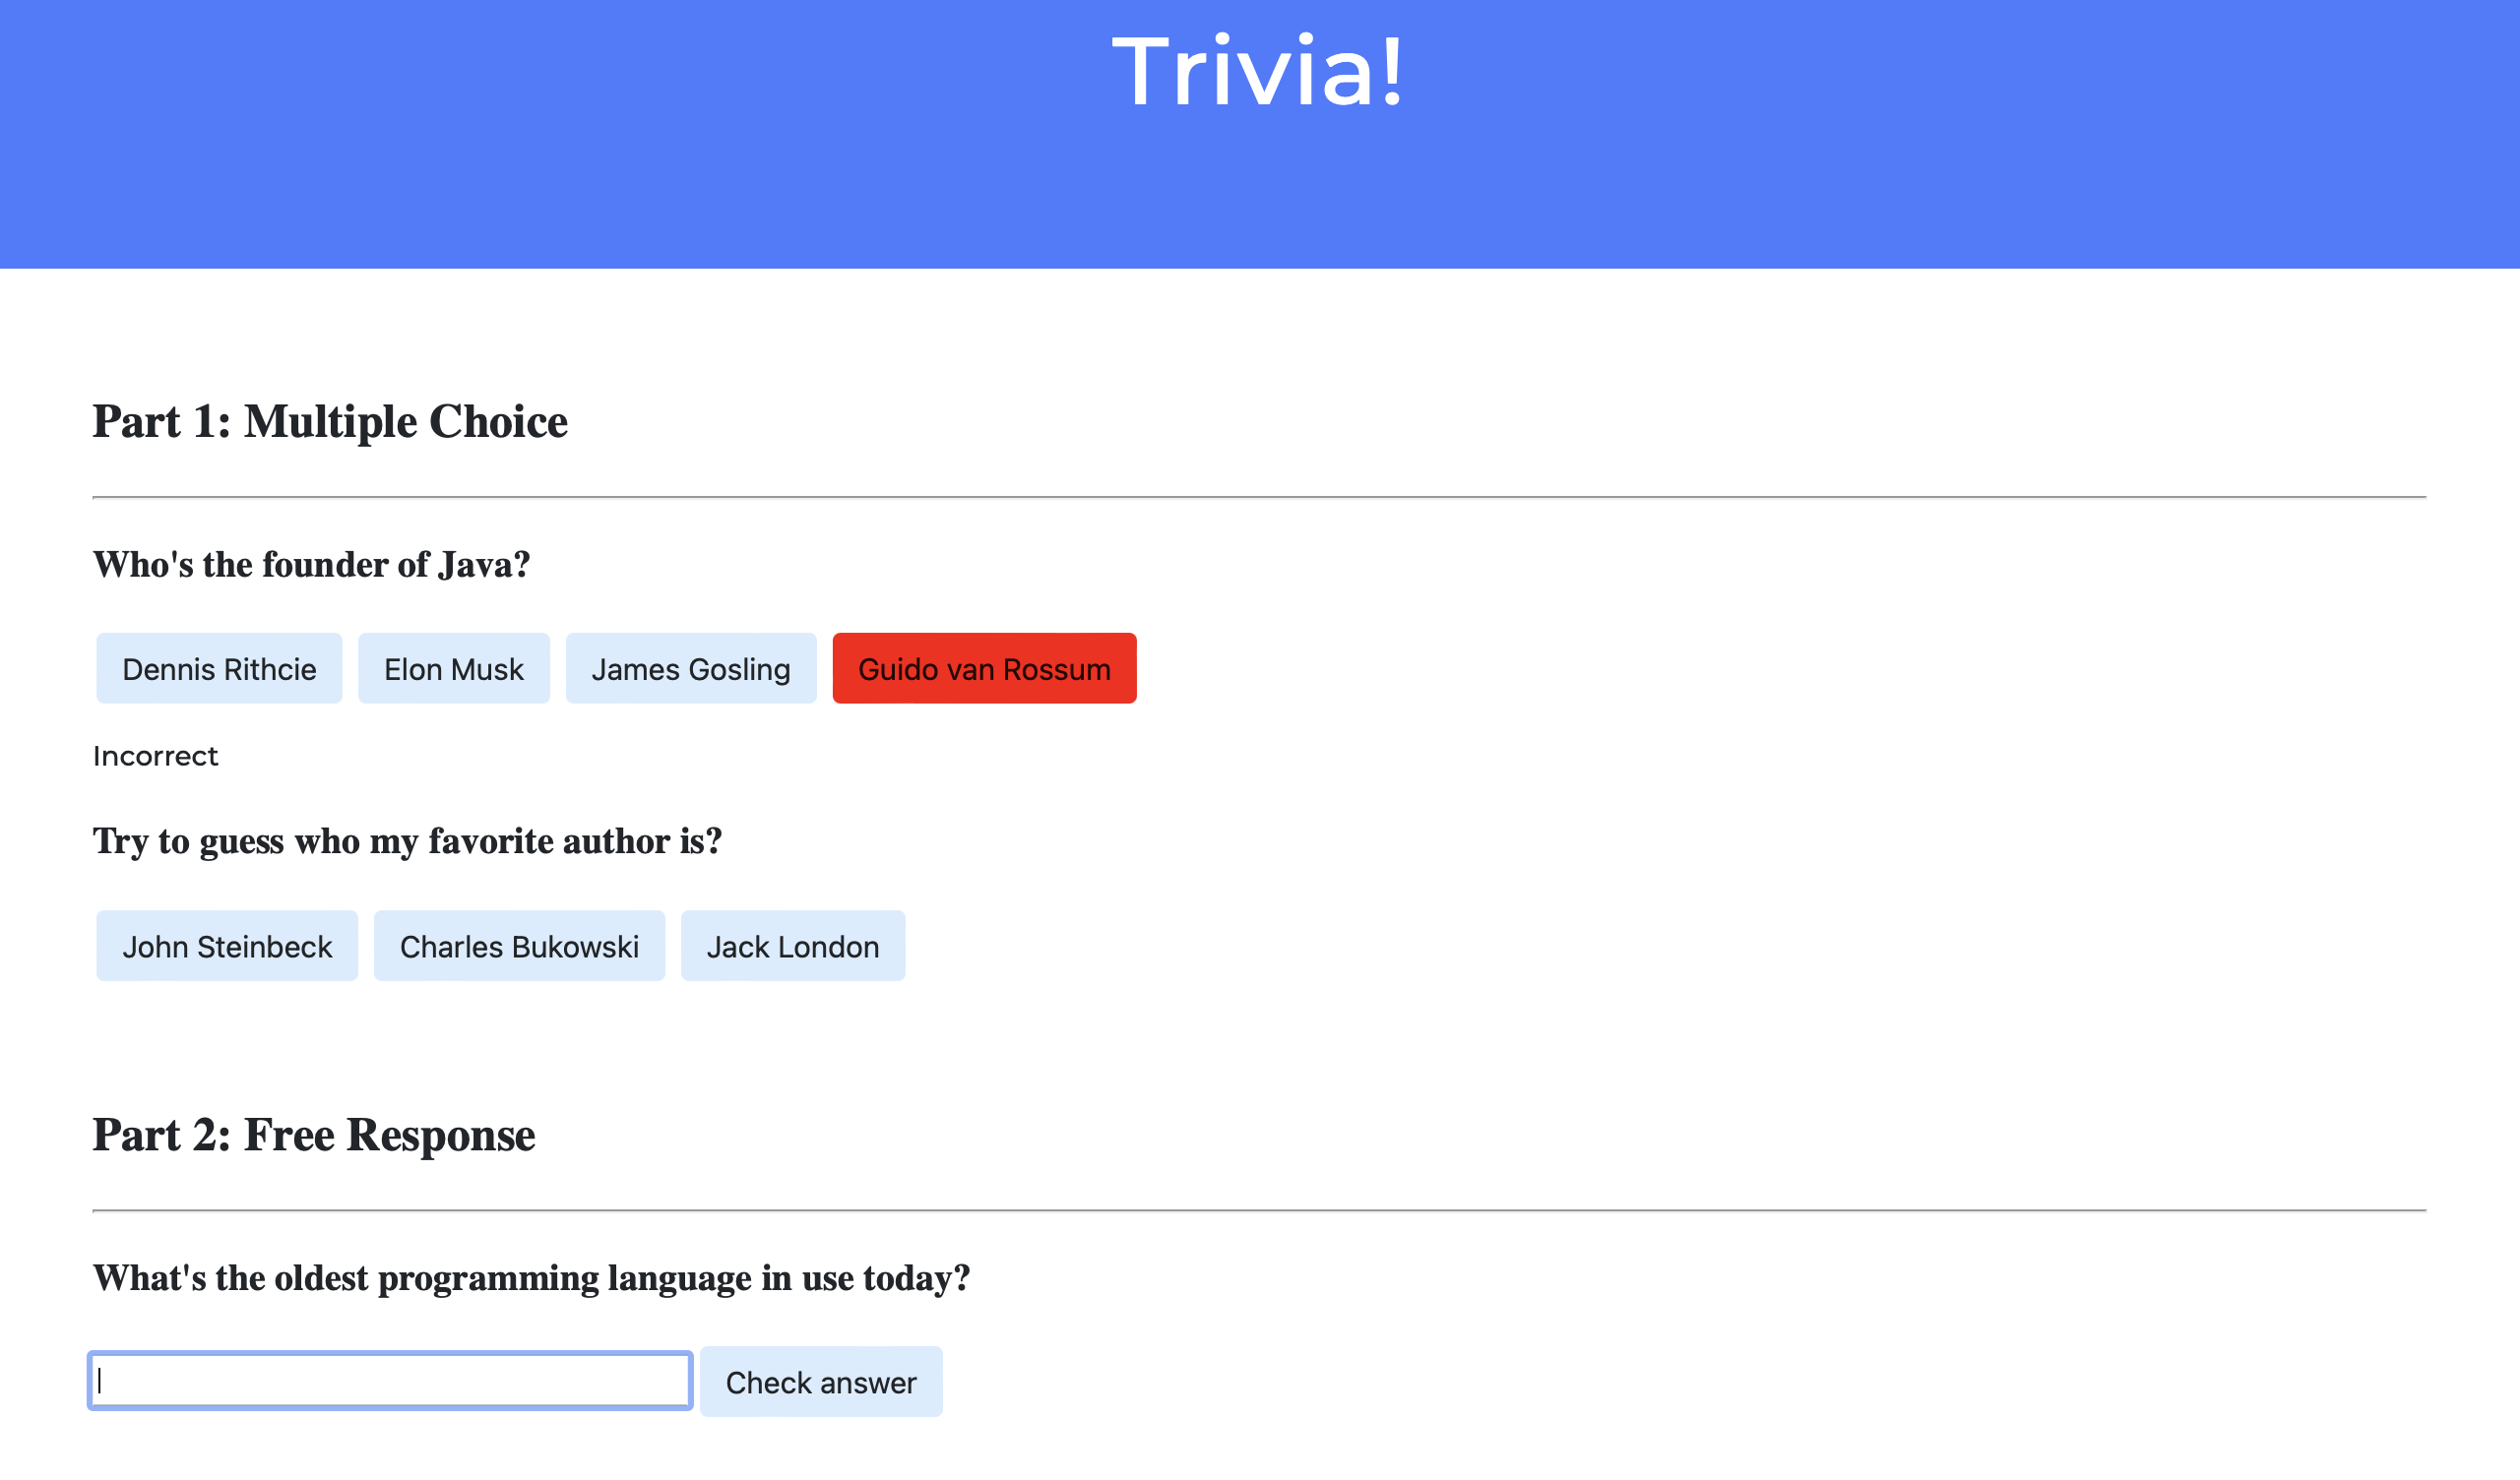 Trivia!
Part 1: Multiple Choice
Who's the founder of Java?
Dennis Rithcie Elon Musk James Gosling Guido van Rossum
Incorrect
Try to guess who my favorite author is?
John Steinbeck Charles Bukowski Jack London
Part 2: Free Response
What's the oldest programming language in use today?
Check answer